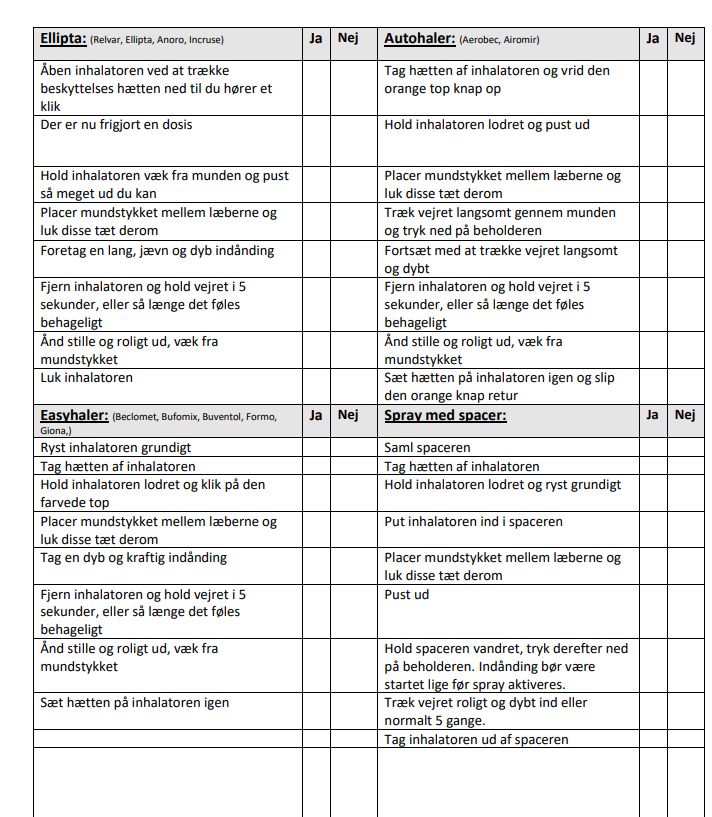 Ellipta: (Relvar, Ellipta, Anoro, Incruse) Ja Nej
Åben inhalatoren ved at trække
beskyttelses hætten ned til du hører et
klik
Der er nu frigjort en dosis
Hold inhalatoren væk fra munden og pust
så meget ud du kan
Placer mundstykket mellem læberne og
luk disse tæt derom
Foretag en lang, jævn og dyb indånding
Fjern inhalatoren og hold vejret i 5
sekunder, eller så længe det føles
behageligt
Ånd stille og roligt ud, væk fra
mundstykket
Luk inhalatoren
Autohaler: (Aerobec, Airomir) Ja Nej
Tag hætten af inhalatoren og vrid den
orange top knap op
Hold inhalatoren lodret og pust ud
Placer mundstykket mellem læberne og
luk disse tæt derom
Træk vejret langsomt gennem munden
og tryk ned på beholderen
Fortsæt med at trække vejret langsomt
og dybt
Fjern inhalatoren og hold vejret i 5
sekunder, eller så længe det føles
behageligt
Ånd stille og roligt ud, væk fra
mundstykket
Sæt hætten på inhalatoren igen og slip
den orange knap retur
Easyhaler: (Beclomet, Bufomix, Buventol, Formo, Ja Nej
Giona,)
Ryst inhalatoren grundigt
Tag hætten af inhalatoren
Hold inhalatoren lodret og klik på den
farvede top
Placer mundstykket mellem læberne og
luk disse tæt derom
Tag en dyb og kraftig indånding
Fjern inhalatoren og hold vejret i 5
sekunder, eller så længe det føles
behageligt
Ånd stille og roligt ud, væk fra
mundstykket
Sæt hætten på inhalatoren igen
Spray med spacer: Ja Nej
Saml spaceren
Tag hætten af inhalatoren
Hold inhalatoren lodret og ryst grundigt
Put inhalatoren ind i spaceren
Placer mundstykket mellem læberne og
luk disse tæt derom
Pust ud
Hold spaceren vandret, tryk derefter ned
på beholderen. Indånding bør være
startet lige før spray aktiveres.
Træk vejret roligt og dybt ind eller
normalt 5 gange.
Tag inhalatoren ud af spaceren